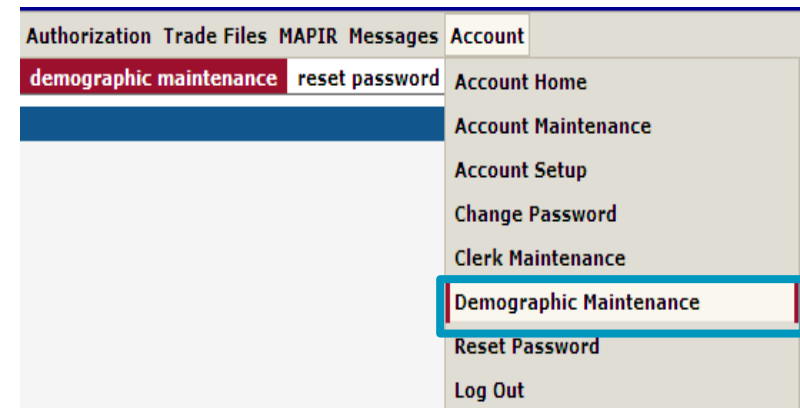 Authorization Trade Files MAPIR Messages Account
demographic maintenance reset password
Account Home
Account Maintenance
Account Setup
Change Password
Clerk Maintenance
Demographic Maintenance
Reset Password
Log Out